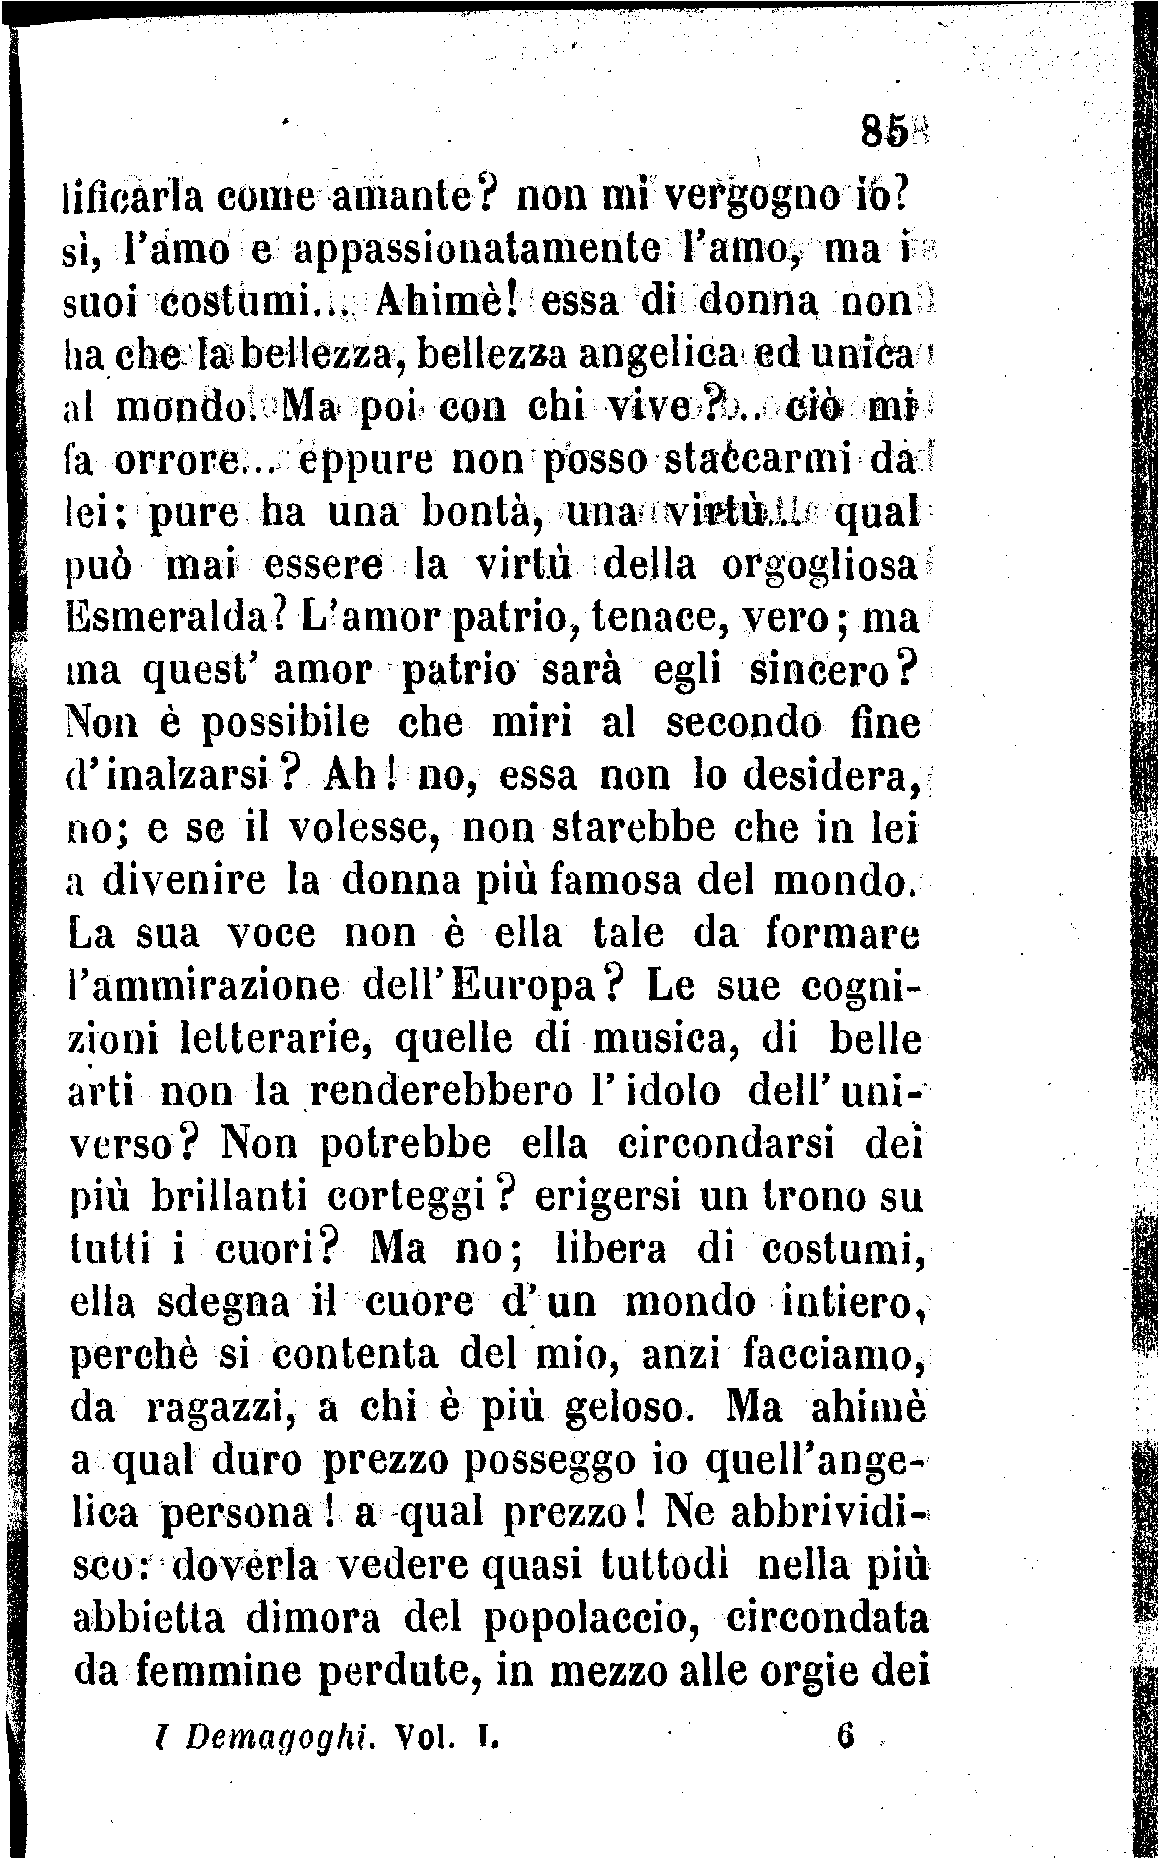 85
lificarla come amante? non mi vergogno io?
sì, l'amo e appassionatamente l'amo, ma i
suoi costumi... Ahimè! essa di donna non
ha che la bellezza, bellezza angelica ed unica
al mondo. Ma poi con chi vive?... ciò mi
fa orrore... eppure non posso staccarmi da
lei; pure ha una bontà, una virtù... qual
può mai essere la virtù della orgogliosa
Esmeralda? L'amor patrio, tenace, vero; ma
ma quest' amor patrio sarà egli sincero?
Non è possibile che miri al secondo fine
d'inalzarsi? Ah! no, essa non lo desidera,
no; e se il volesse, non starebbe che in lei
a divenire la donna più famosa del mondo.
La sua voce non è ella tale da formare
l'ammirazione dell'Europa? Le sue cogni-
zioni letterarie, quelle di musica, di belle
arti non la renderebbero l'idolo dell'uni-
verso? Non potrebbe ella circondarsi dei
più brillanti corteggi? erigersi un trono su
tutti i cuori? Ma no; libera di costumi,
ella sdegna il cuore d'un mondo intiero,
perchè si contenta del mio, anzi facciamo,
da ragazzi, a chi è più geloso. Ma ahimè
a qual duro prezzo posseggo io quell'ange-
lica persona! a qual prezzo! Ne abbrividi-
sco: doverla vedere quasi tuttodì nella più
abbietta dimora del popolaccio, circondata
da femmine perdute, in mezzo alle orgie dei
I Demagoghi. Vol. I. 6